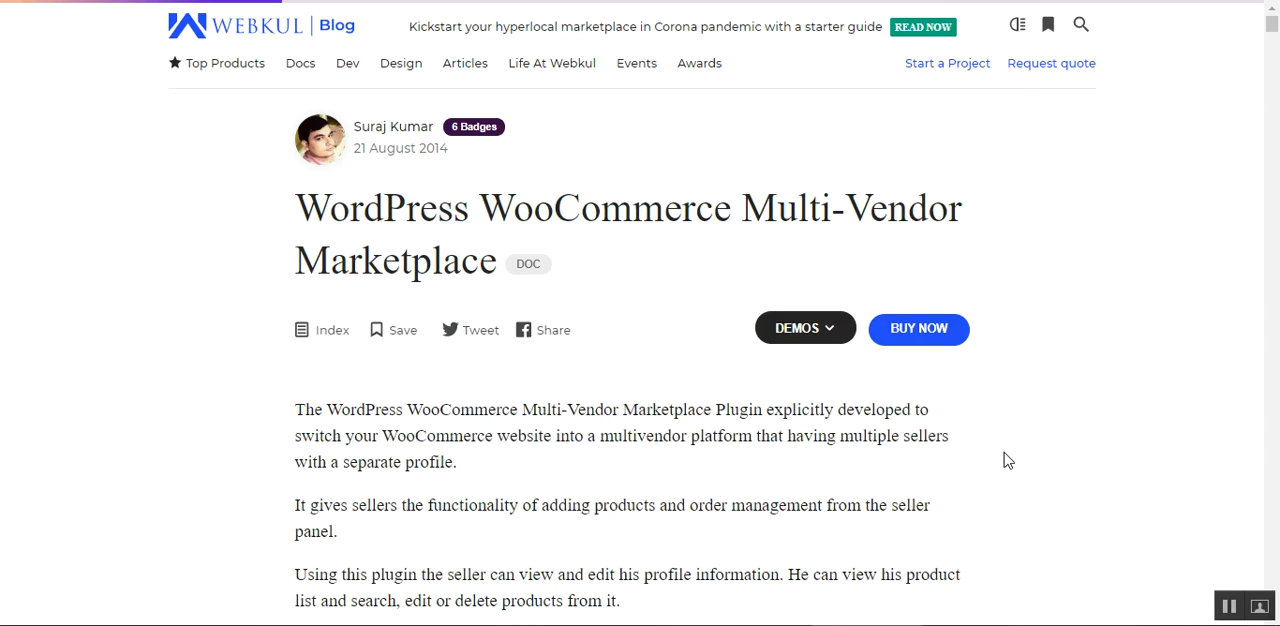 WEBKUL | Blog
Kickstart your hyperlocal marketplace in Corona pandemic with a starter guide READ NOW
Top Products Docs Dev Design Articles Life At Webkul Events Awards Start a Project Request quote
Suraj Kumar 6 Badges
21 August 2014
WordPress WooCommerce Multi-Vendor
Marketplace DOC
Index Save Tweet Share DEMOS BUY NOW
The WordPress WooCommerce Multi-Vendor Marketplace Plugin explicitly developed to
switch your WooCommerce website into a multivendor platform that having multiple sellers
with a separate profile.
It gives sellers the functionality of adding products and order management from the seller
panel.
Using this plugin the seller can view and edit his profile information. He can view his product
list and search, edit or delete products from it.